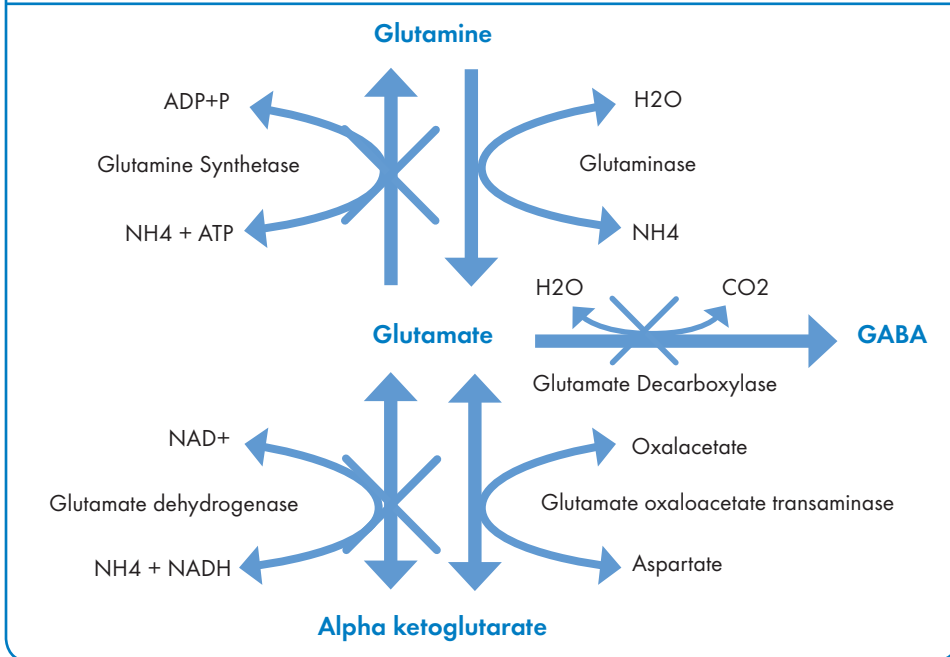 Glutamine
ADP+P
H2O
Glutamine Synthetase
Glutaminase
NH4 + ATP
NH4
H2O
CO2
Glutamate
GABA
Glutamate Decarboxylase
NAD+
Oxalacetate
Glutamate dehydrogenase
Glutamate oxaloacetate transaminase
NH4 + NADH
Aspartate
Alpha ketoglutarate